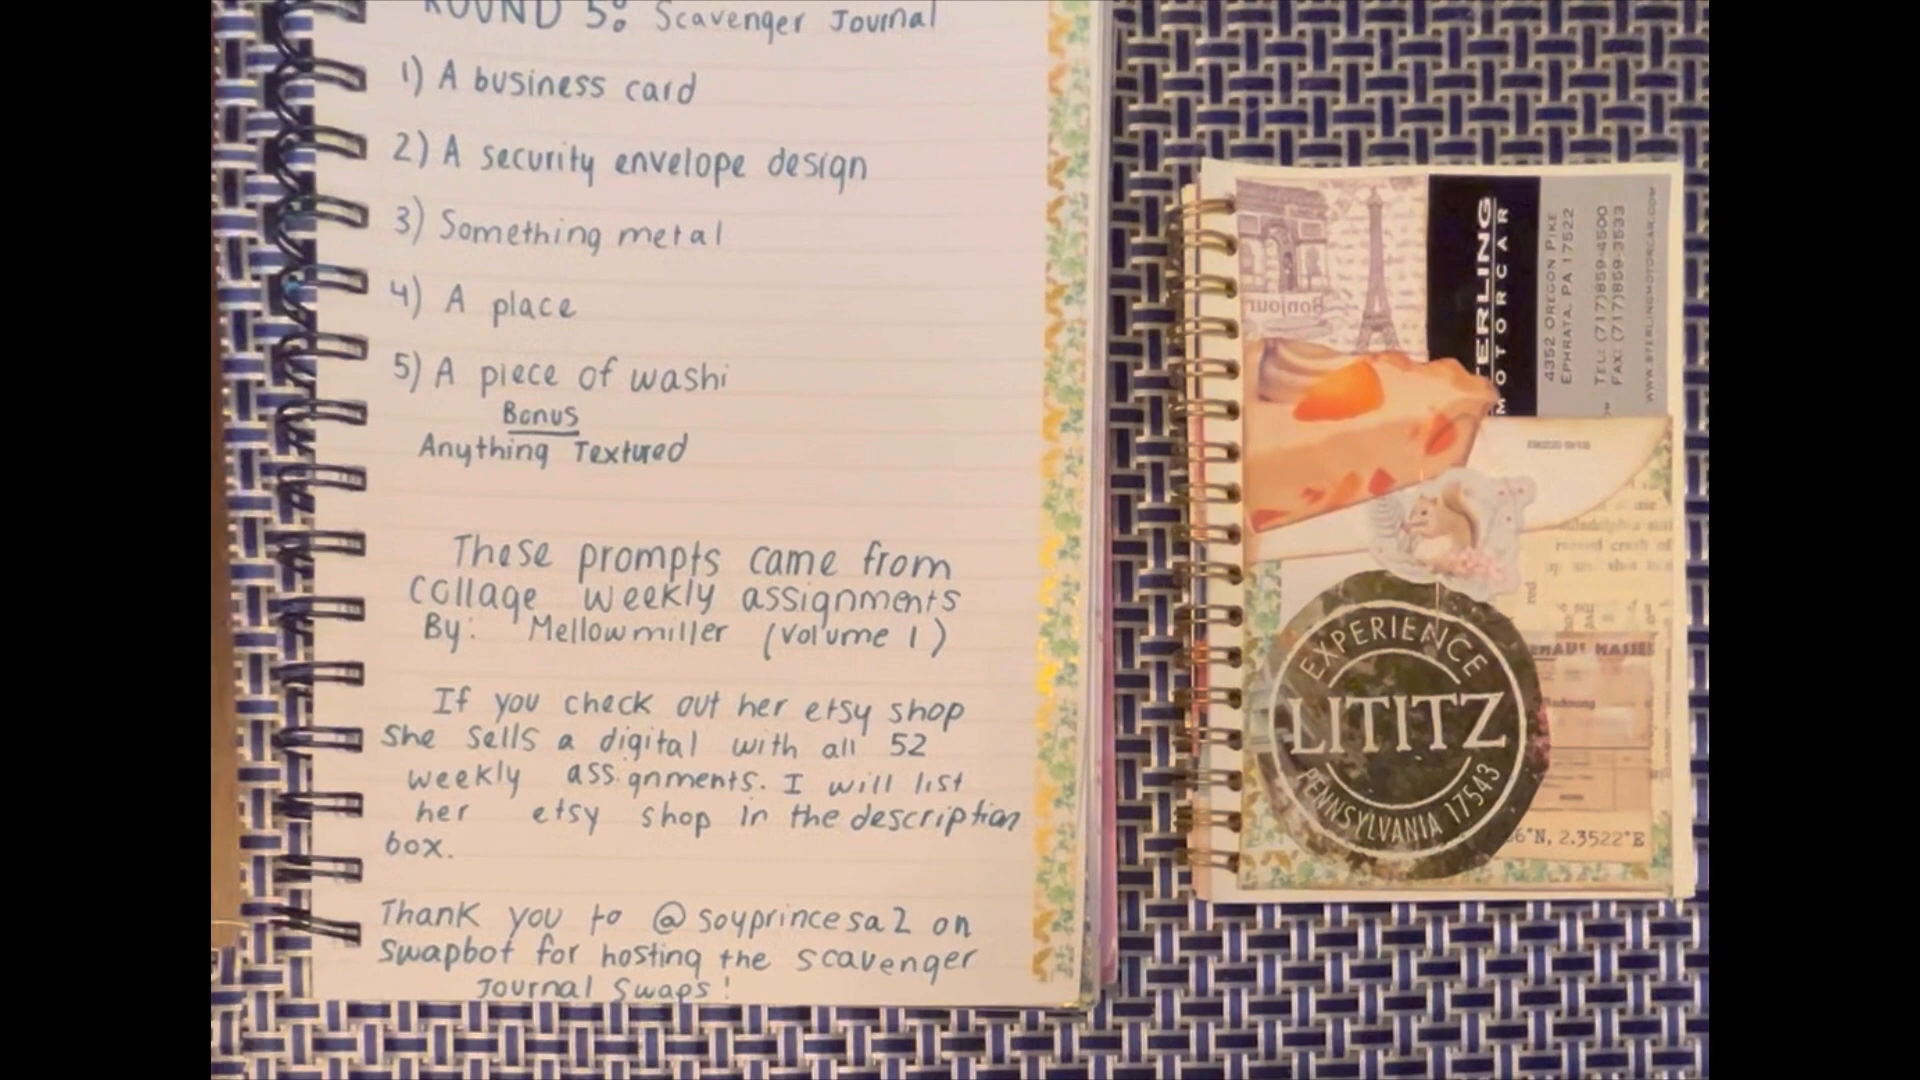 ROUND 5: Scavenger Journal
1) A business card
2) A security envelope design
3) Something metal
4) A place
5) A piece of washi
Bonus
Anything Textured
These prompts came from
Collage weekly assignments
By: Mellowmiller (Volume 1)
If you check out her etsy shop
she sells a digital with all 52
weekly assignments. I will list
her etsy shop in the description
box.
Thank you to @soyprincesa2 on
swapbot for hosting the scavenger
Journal Swaps!
Bonjour
TERLING
MOTORCAR
4352 OREGON PIKE
EPHRATA, PA 17522
TEL: (717)859-4500
FAX: (717)859-3533
WWW.STERLINGMOTORCAR.COM
red
EXPERIENCE
LITITZ
PENNSYLVANIA 17543
6°N, 2.3522°E